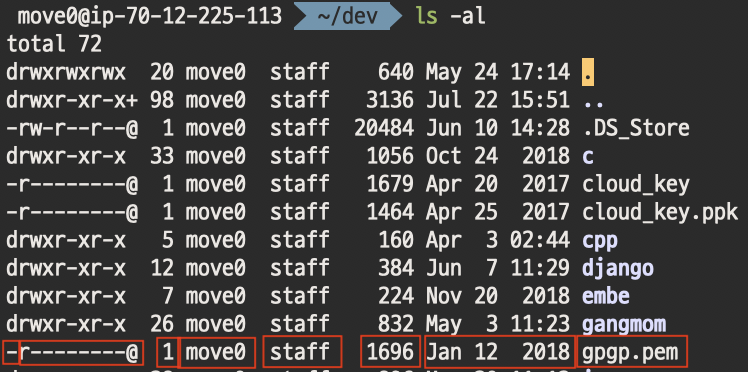 move0@ip-70-12-225-113 ~/dev ls -al
total 72
drwxrwxrwx 20 move0 staff 640 May 24 17:14 .
drwxr-xr-x+ 98 move0 staff 3136 Jul 22 15:51 ..
-rw-r--r--@ 1 move0 staff 20484 Jun 10 14:28 .DS_Store
drwxr-xr-x 33 move0 staff 1056 Oct 24 2018 c
-r--------@ 1 move0 staff 1679 Apr 20 2017 cloud_key
-r--------@ 1 move0 staff 1464 Apr 25 2017 cloud_key.ppk
drwxr-xr-x 5 move0 staff 160 Apr 3 02:44 cpp
drwxr-xr-x 12 move0 staff 384 Jun 7 11:29 django
drwxr-xr-x 7 move0 staff 224 Nov 20 2018 embe
drwxr-xr-x 26 move0 staff 832 May 3 11:23 gangmom
-r--------@ 1 move0 staff 1696 Jan 12 2018 gpgp.pem